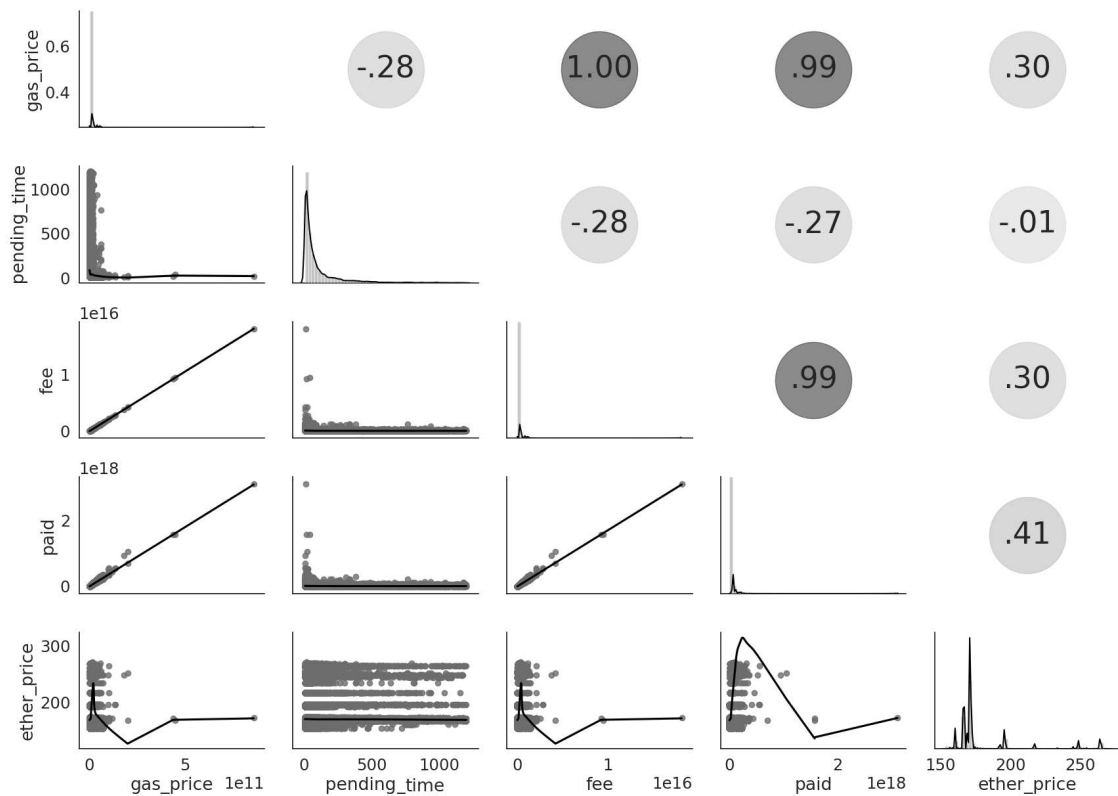 0.6
0.4
gas_price
-.28
1.00
.99
.30
1000
500
0
pending_time
-.28
-.27
-.01
1e16
1
0
fee
.99
.30
1e18
2
0
paid
.41
300
200
ether_price
0 5
1e11
gas_price
0 500 1000
pending_time
0 1
1e16
fee
0 2
1e18
paid
150 200 250
ether_price